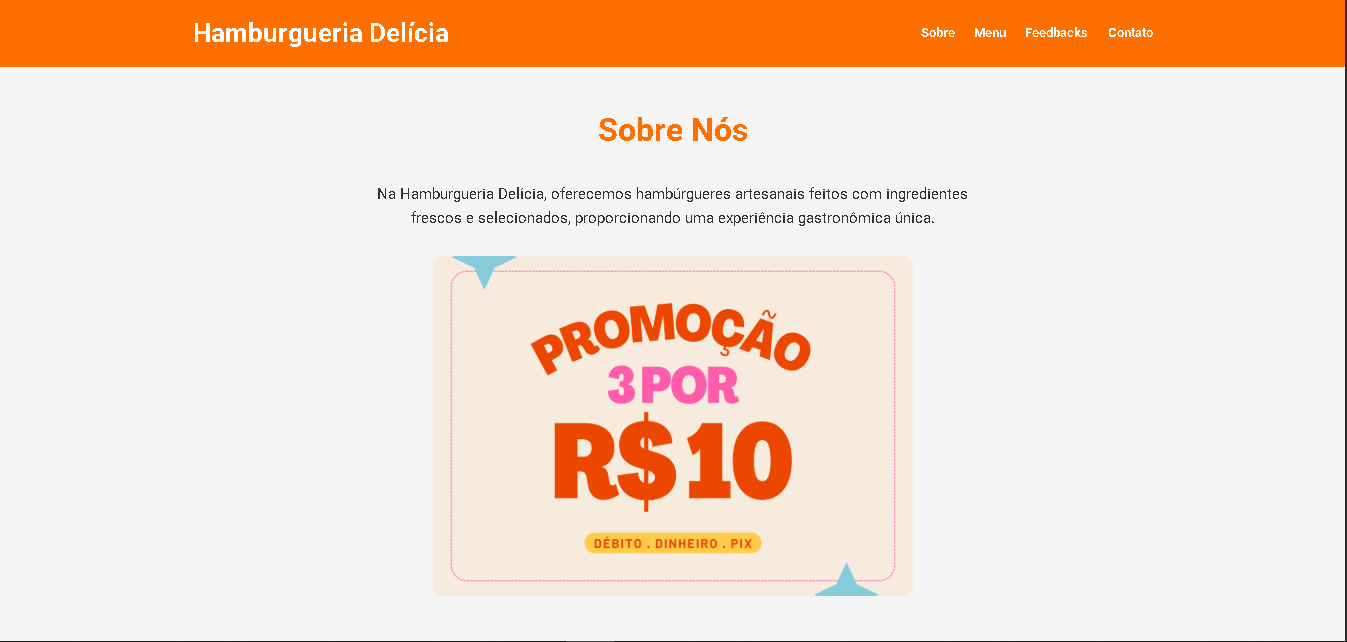 Hamburgueria Delícia
Sobre Menu Feedbacks Contato
Sobre Nós
Na Hamburgueria Delícia, oferecemos hambúrgueres artesanais feitos com ingredientes
frescos e selecionados, proporcionando uma experiência gastronômica única.
PROMOÇÃO
3 POR
R$ 10
DÉBITO . DINHEIRO . PIX